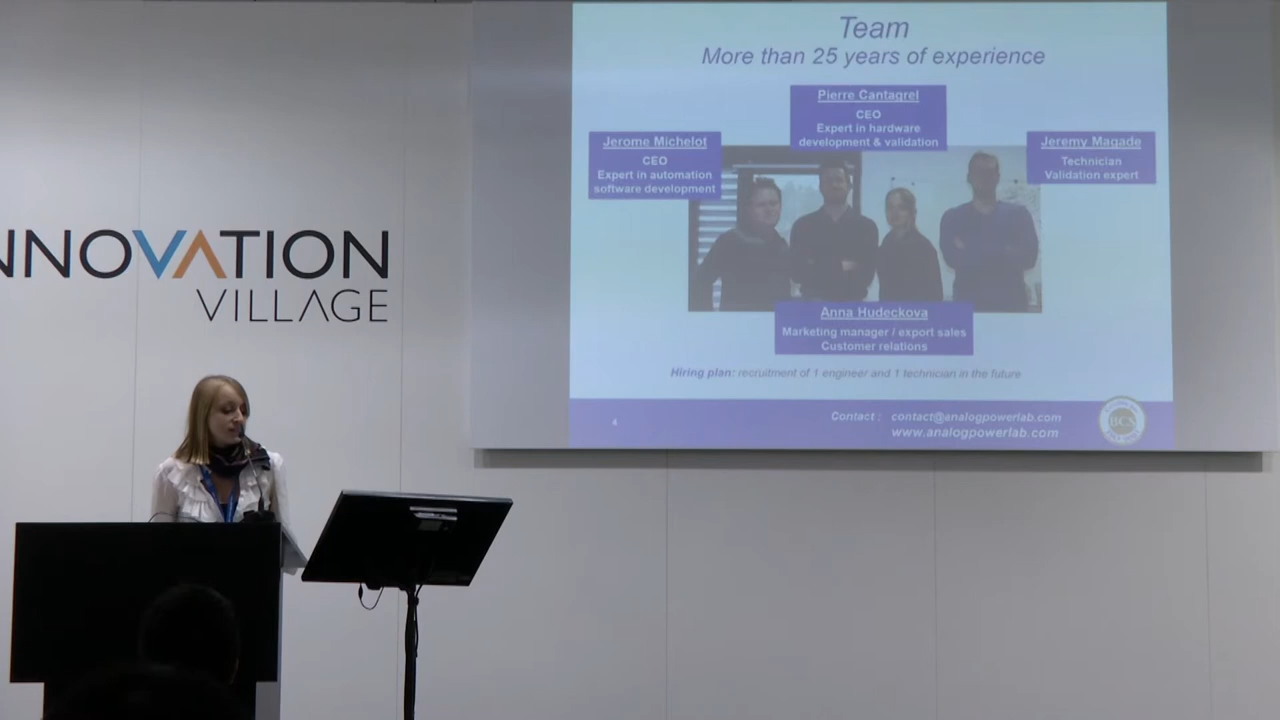 Team
More than 25 years of experience
Pierre Cantagrel
CEO
Expert in hardware
development & validation
Jerome Michelot
CEO
Expert in automation
software development
Jeremy Magade
Technician
Validation expert
Anna Hudeckova
Marketing manager / export sales
Customer relations
Hiring plan: recruitment of 1 engineer and 1 technician in the future
4
Contact : contact@analogpowerlab.com
www.analogpowerlab.com
BCS
NNOVATION
VILLAGE